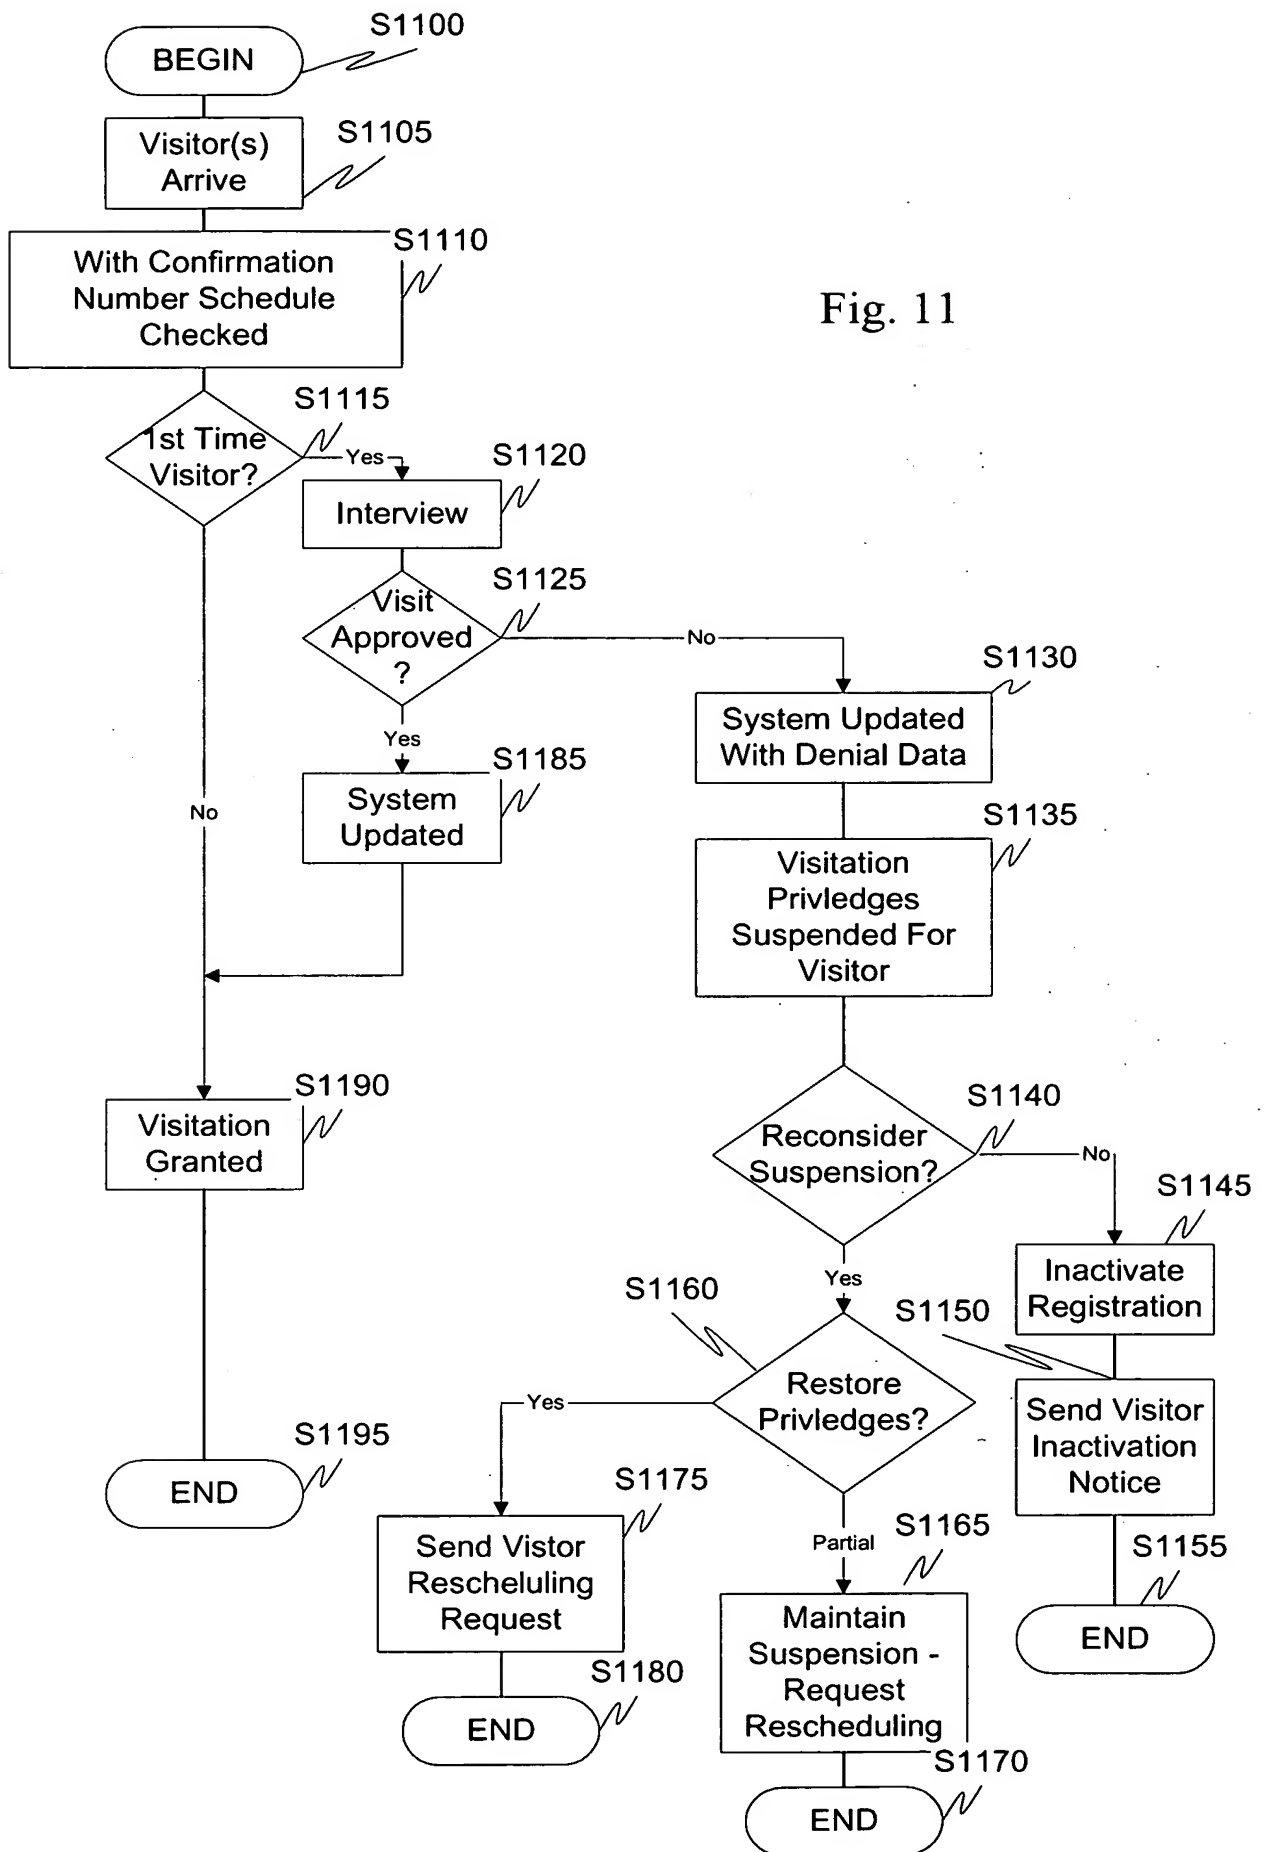 S1100
BEGIN
S1105
Visitor(s)
Arrive
S1110
With Confirmation
Number Schedule
Checked
Fig. 11
S1115
1st Time
Visitor?
Yes
S1120
Interview
S1125
Visit
Approved
?
No
S1130
System Updated
With Denial Data
Yes
S1185
System
Updated
No
S1135
Visitation
Privledges
Suspended For
Visitor
S1190
Visitation
Granted
S1140
Reconsider
Suspension?
No
S1145
Inactivate
Registration
Yes
S1160
S1150
Restore
Privledges?
Yes
Send Visitor
Inactivation
Notice
S1195
END
S1175
Send Vistor
Rescheluling
Request
Partial
S1165
Maintain
Suspension -
Request
Rescheduling
S1155
END
S1180
END
S1170
END